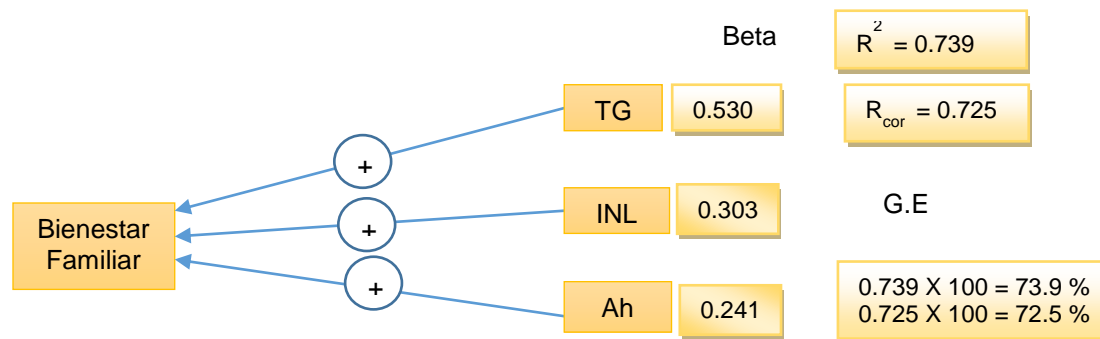 Beta
R² = 0.739
TG 0.530
R_cor = 0.725
+
INL 0.303
G.E
+
Bienestar
Familiar
+
Ah 0.241
0.739 X 100 = 73.9 %
0.725 X 100 = 72.5 %